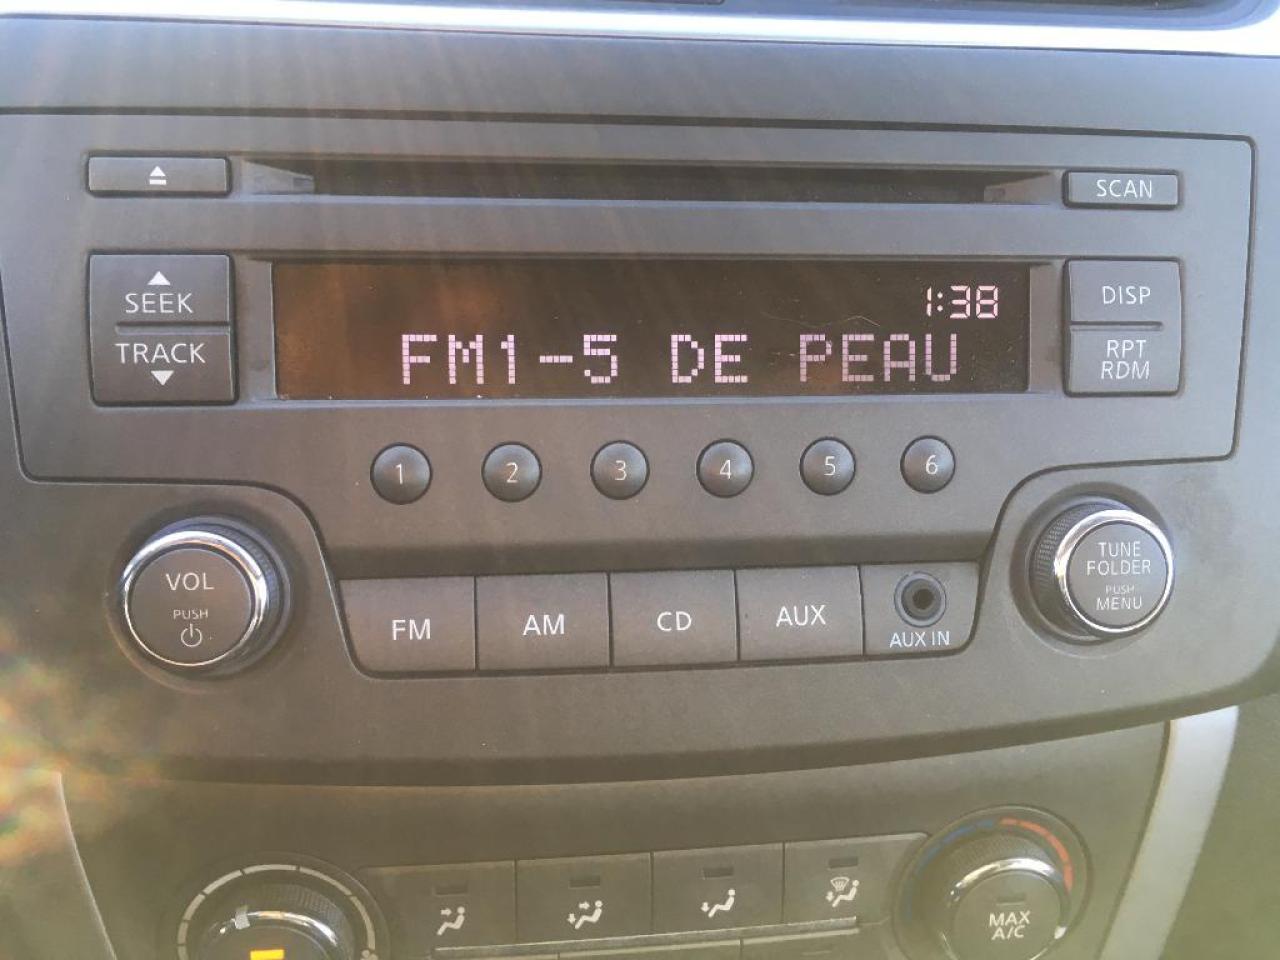 SCAN
SEEK
TRACK
1:38
FM1-5 DE PEAU
DISP
RPT
RDM
1 2 3 4 5 6
VOL
PUSH
FM
AM
CD
AUX
AUX IN
TUNE
FOLDER
PUSH
MENU
MAX
A/C